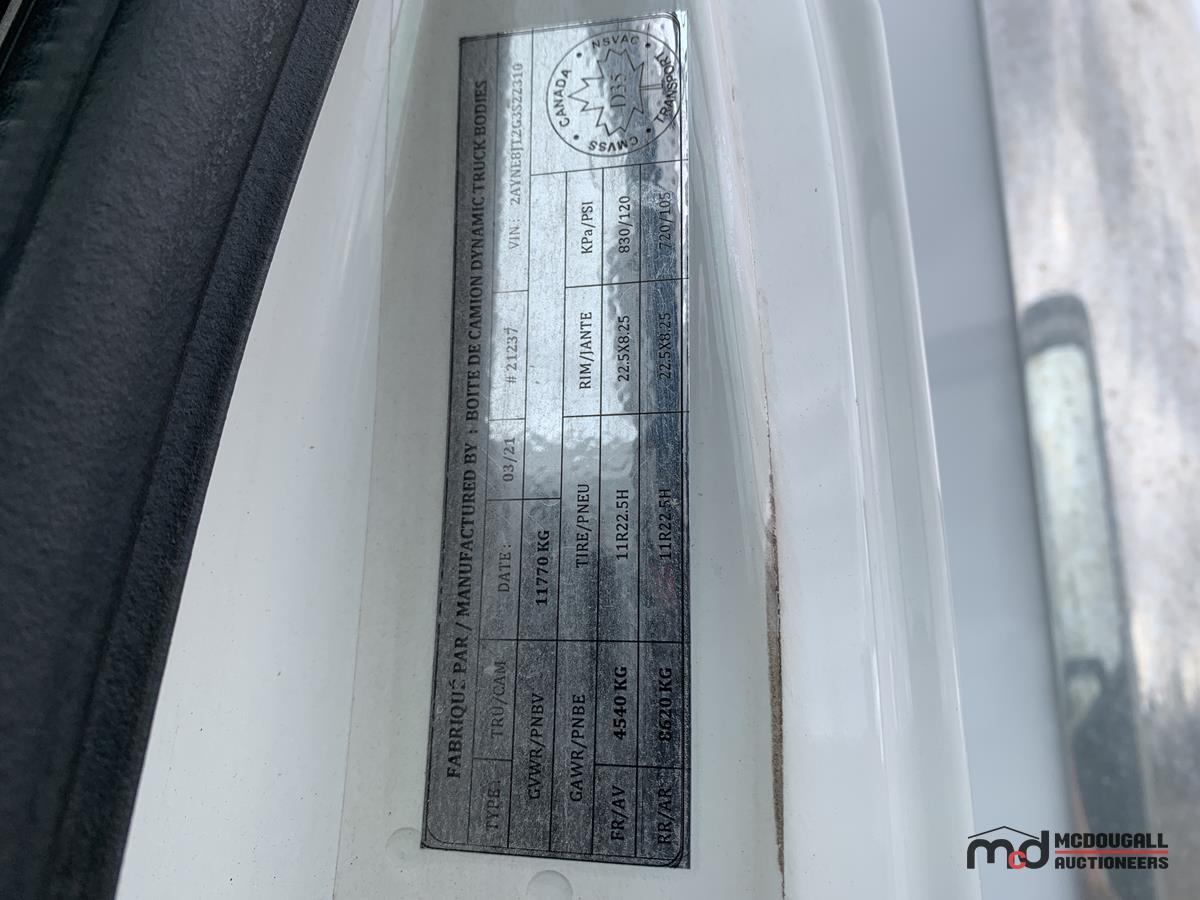 FABRIQUÉ PAR / MANUFACTURED BY : BOITE DE CAMION DYNAMIC TRUCK BODIES
TYPE : TRU/CAM DATE : 03/21 # 21237 VIN : 2AYNE8JT2G3S22310
GVWR/PNBV 11770 KG
GAWR/PNBE TIRE/PNEU RIM/JANTE KPa/PSI
FR/AV 4540 KG 11R22.5H 22.5X8.25 830/120
RR/AR 8620 KG 11R22.5H 22.5X8.25 720/105
CANADA • NSVAC • TRANSPORT • CMVSS •
D35
mcd MCDOUGALL
AUCTIONEERS